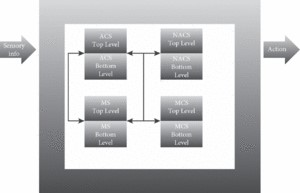 Sensory
info
ACS
Top Level
ACS
Bottom
Level
NACS
Top Level
NACS
Bottom
Level
MS
Top Level
MS
Bottom
Level
MCS
Top Level
MCS
Bottom
Level
Action